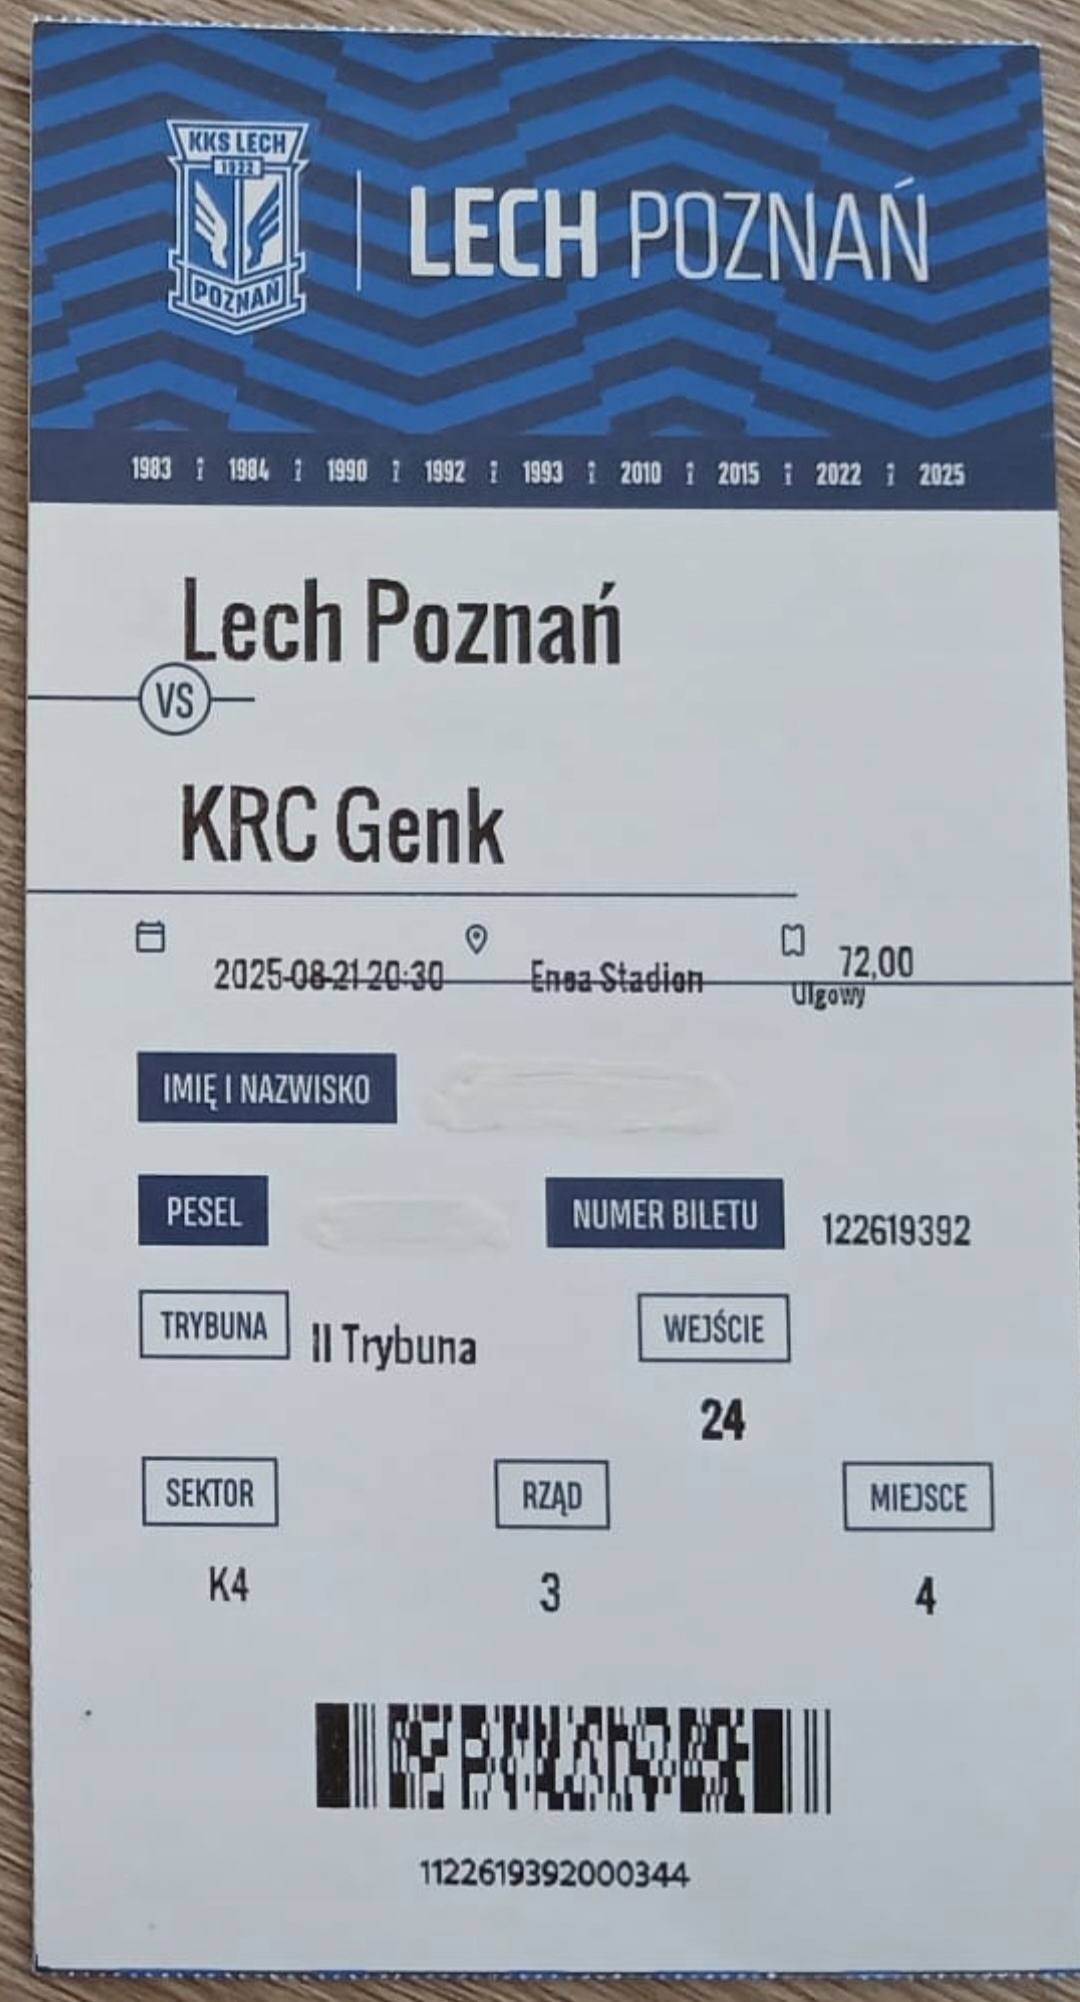 KKS LECH
1922
POZNAŃ
LECH POZNAŃ
1983 1984 1990 1992 1993 2010 2015 2022 2025
Lech Poznań
VS
KRC Genk
2025-08-21 20:30 Enea Stadion 72,00
Ulgowy
IMIĘ I NAZWISKO
PESEL NUMER BILETU 122619392
TRYBUNA II Trybuna WEJŚCIE
24
SEKTOR RZĄD MIEJSCE
K4 3 4
1122619392000344